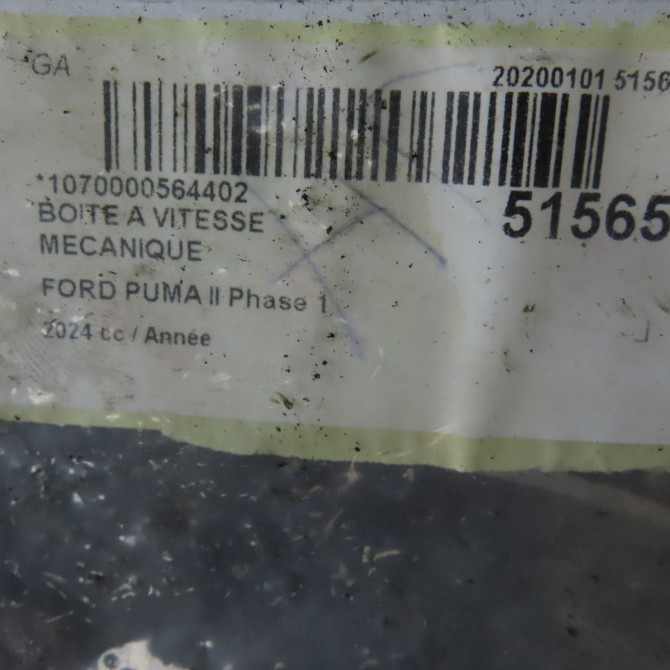 GA
20200101 5156
*1070000564402
51565
BOITE A VITESSE
MECANIQUE
FORD PUMA II Phase 1
2024 cc / Année